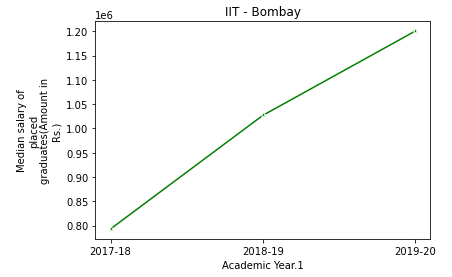 IIT - Bombay
1e6
1.20
1.15
1.10
1.05
1.00
0.95
0.90
0.85
0.80
Median salary of
placed
graduates(Amount in
Rs.)
2017-18 2018-19 2019-20
Academic Year.1